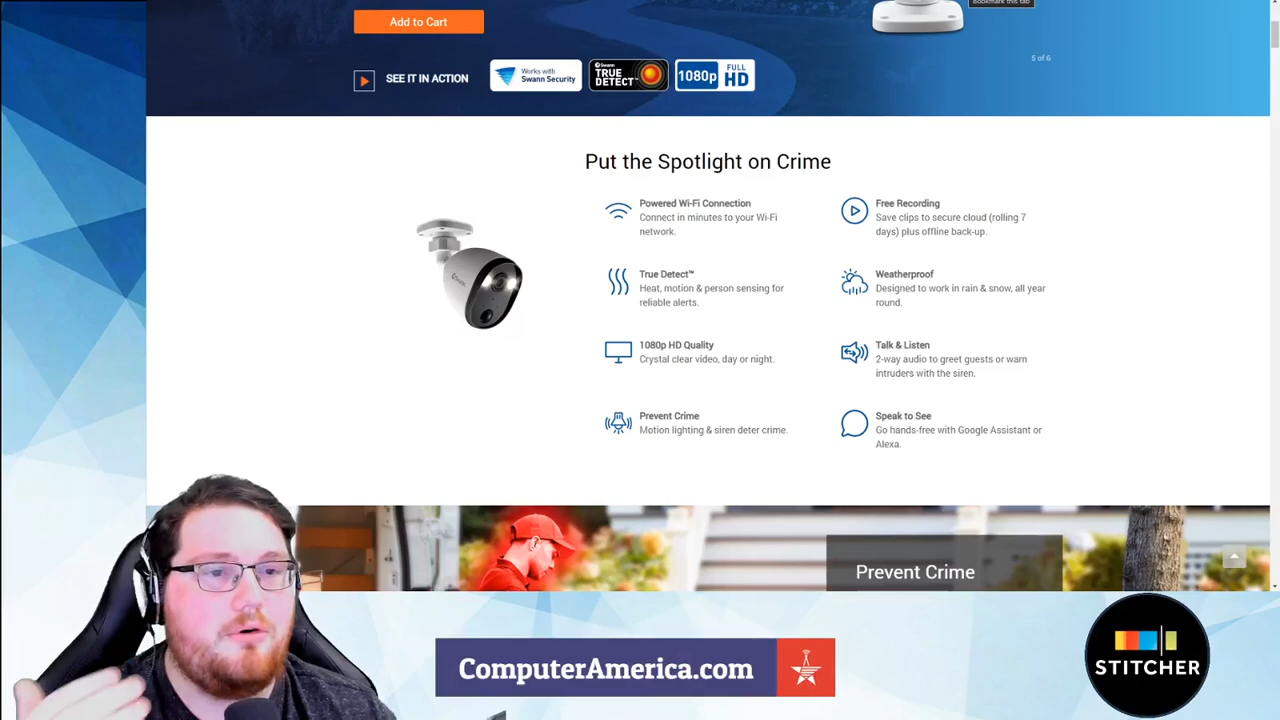 Bookmark this tab
Add to Cart
5 of 6
SEE IT IN ACTION
Works with
Swann Security
Swann
TRUE
DETECT™
1080p FULL
HD
Put the Spotlight on Crime
Powered Wi-Fi Connection
Connect in minutes to your Wi-Fi
network.
Free Recording
Save clips to secure cloud (rolling 7
days) plus offline back-up.
True Detect™
Heat, motion & person sensing for
reliable alerts.
Weatherproof
Designed to work in rain & snow, all year
round.
1080p HD Quality
Crystal clear video, day or night.
Talk & Listen
2-way audio to greet guests or warn
intruders with the siren.
Prevent Crime
Motion lighting & siren deter crime.
Speak to See
Go hands-free with Google Assistant or
Alexa.
Prevent Crime
ComputerAmerica.com
STITCHER